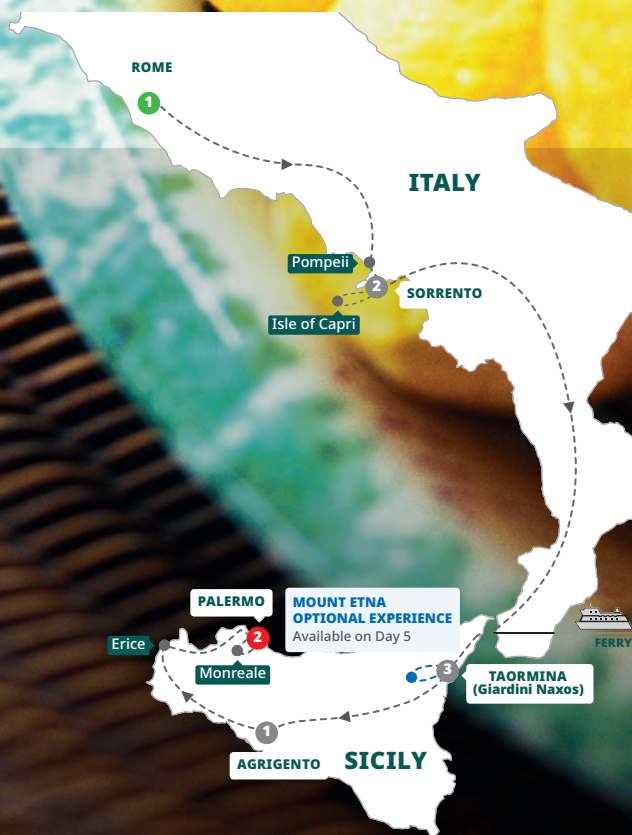 ROME
1
ITALY
Pompeii
2
SORRENTO
Isle of Capri
PALERMO
MOUNT ETNA
OPTIONAL EXPERIENCE
Available on Day 5
2
Erice
Monreale
FERRY
3
TAORMINA
(Giardini Naxos)
1
AGRIGENTO
SICILY